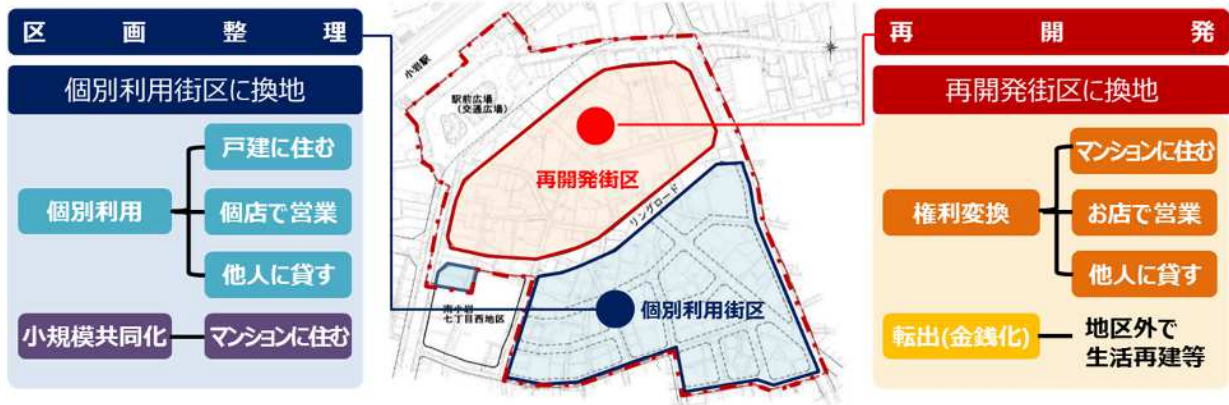 区画整理
個別利用街区に換地
個別利用
戸建に住む
個店で営業
他人に貸す
小規模共同化
マンションに住む
小岩駅
駅前広場
（交通広場）
再開発街区
リングロード
南小岩
七丁目西地区
個別利用街区
再開発
再開発街区に換地
権利変換
マンションに住む
お店で営業
他人に貸す
転出(金銭化)
地区外で
生活再建等